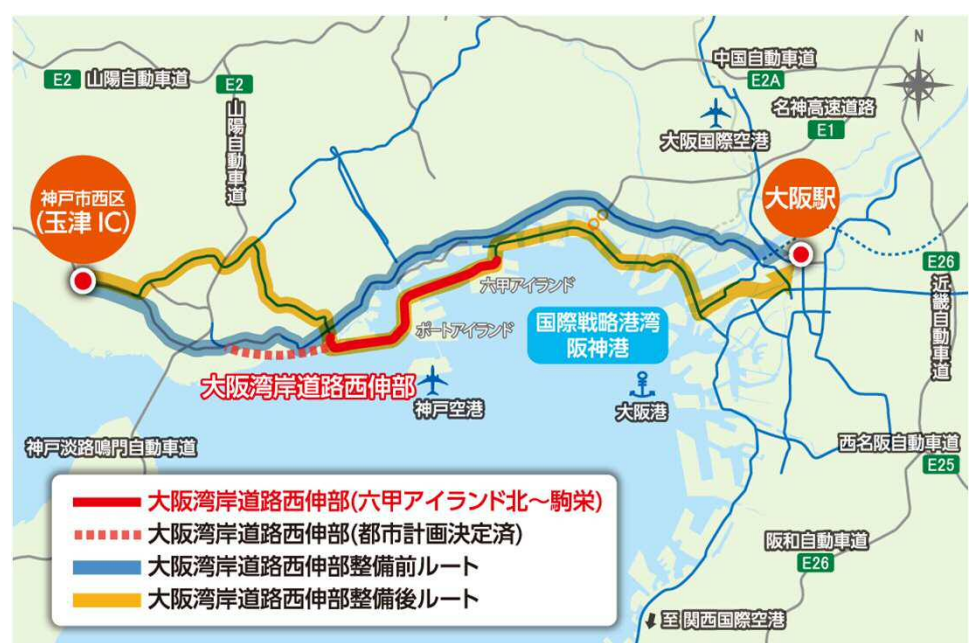 N
中国自動車道
E2A
E2 山陽自動車道
E2
山陽自動車道
名神高速道路
E1
大阪国際空港
神戸市西区
(玉津IC)
大阪駅
E26
近畿自動車道
六甲アイランド
ポートアイランド
国際戦略港湾
阪神港
大阪湾岸道路西伸部
神戸空港
大阪港
神戸淡路鳴門自動車道
西名阪自動車道
E25
阪和自動車道
E26
至 関西国際空港
大阪湾岸道路西伸部(六甲アイランド北〜駒栄)
大阪湾岸道路西伸部(都市計画決定済)
大阪湾岸道路西伸部整備前ルート
大阪湾岸道路西伸部整備後ルート